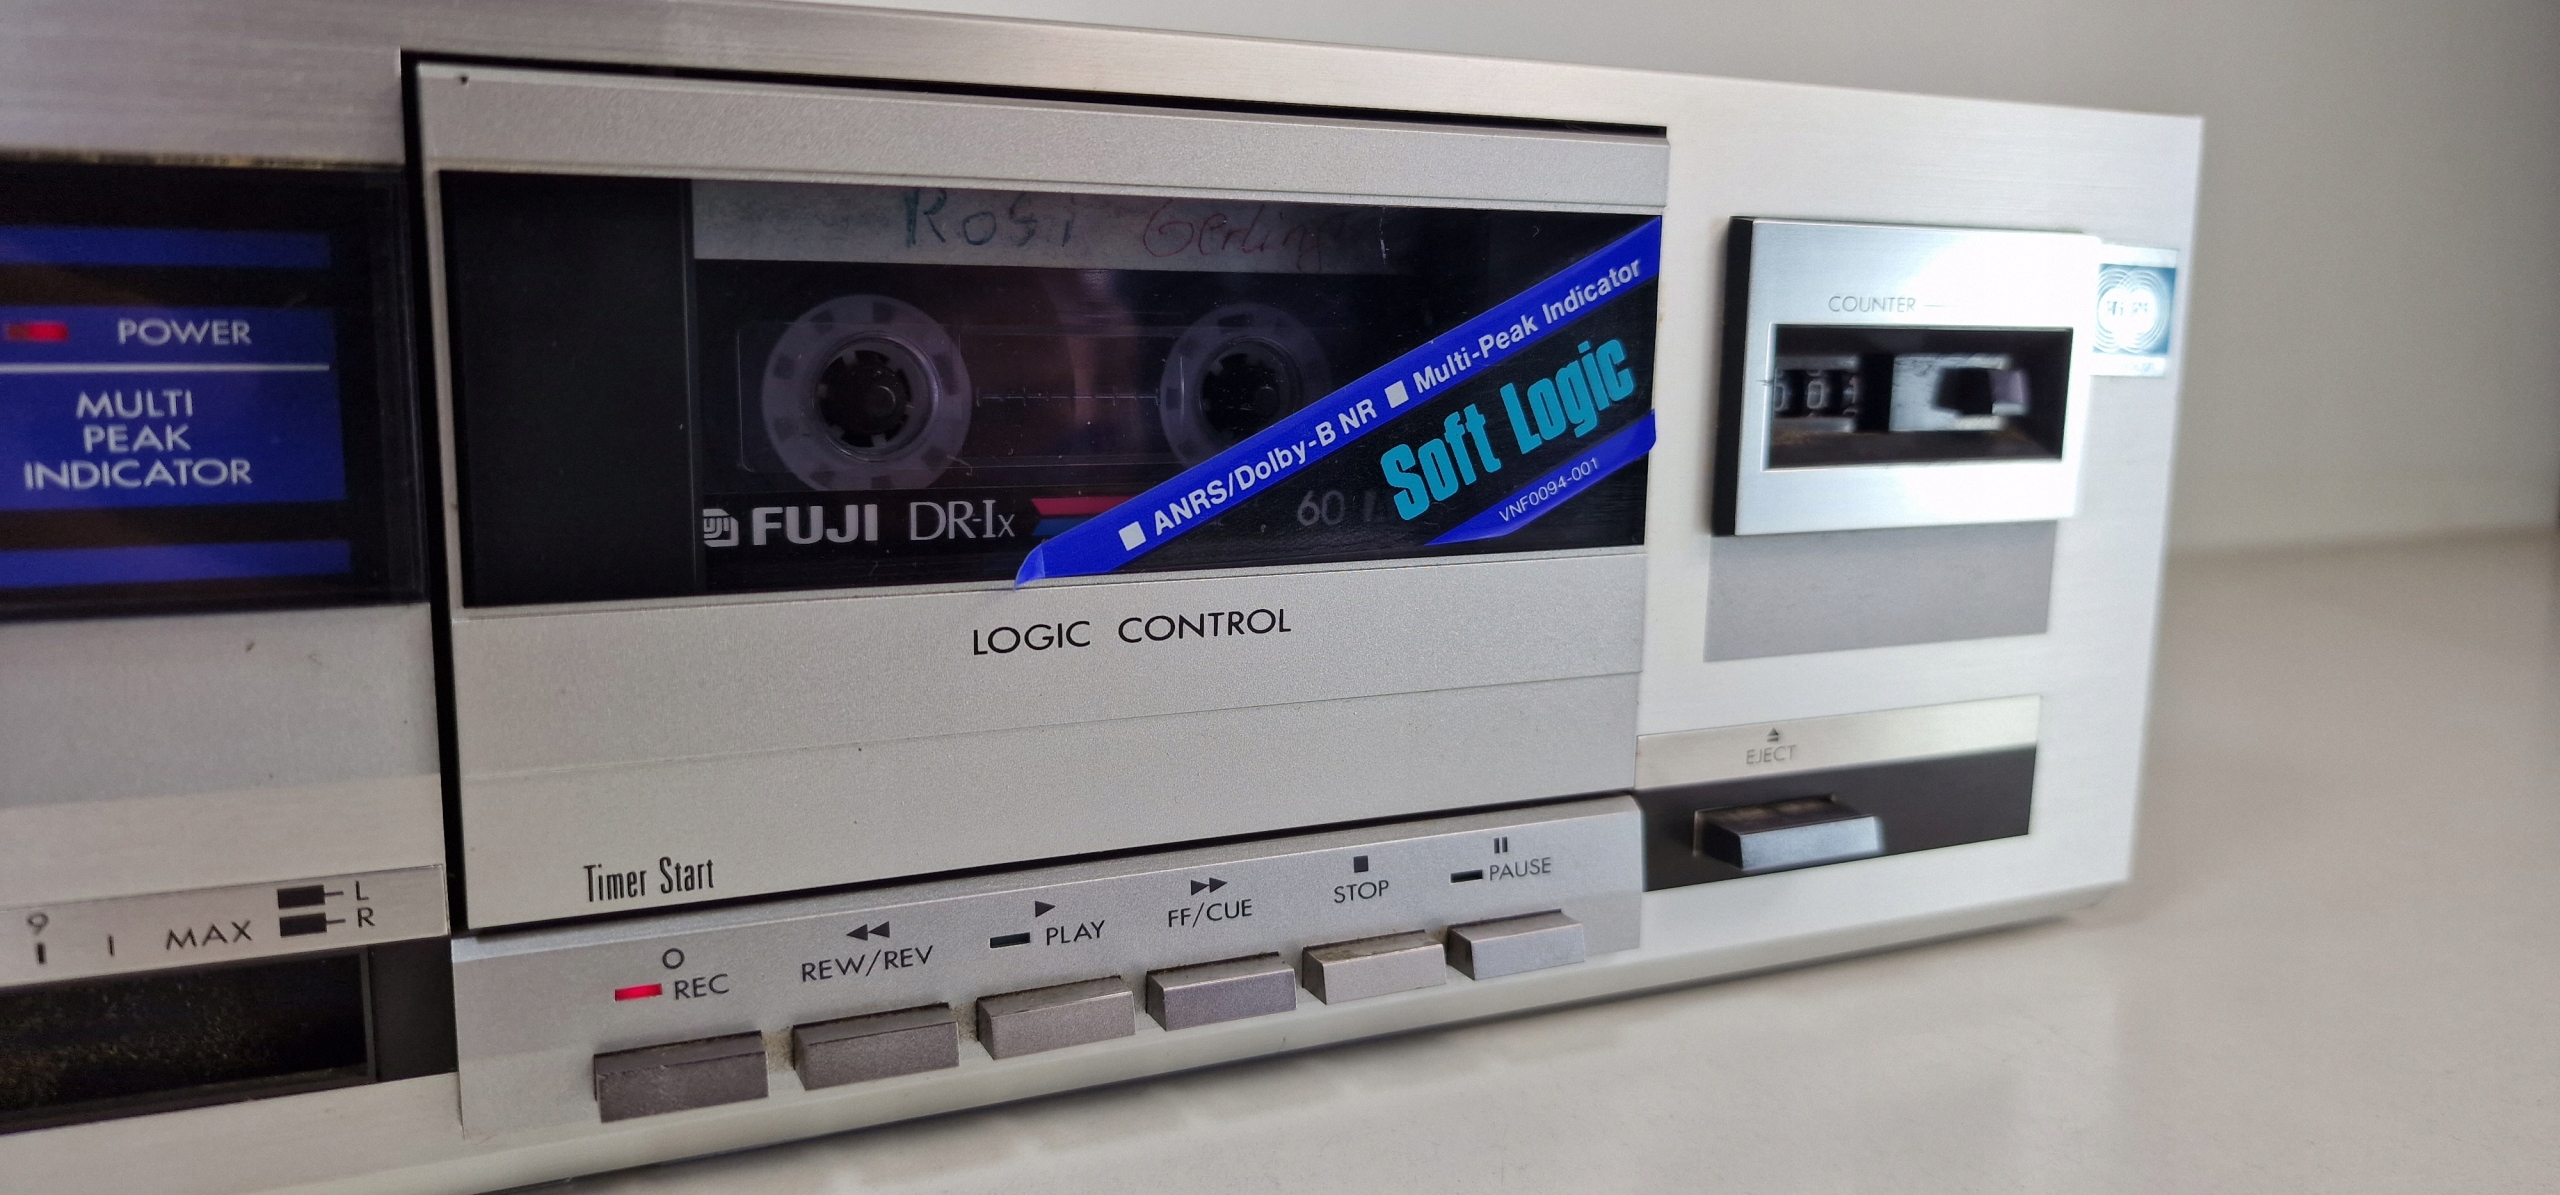 Rosi Gerling
POWER
MULTI
PEAK
INDICATOR
FUJI DR-Ix
60
■ ANRS/Dolby-B NR ■ Multi-Peak Indicator
Soft Logic
VNF0094-001
COUNTER
LOGIC CONTROL
EJECT
Timer Start
9 MAX L
R
REC
REW/REV
PLAY
FF/CUE
STOP
PAUSE